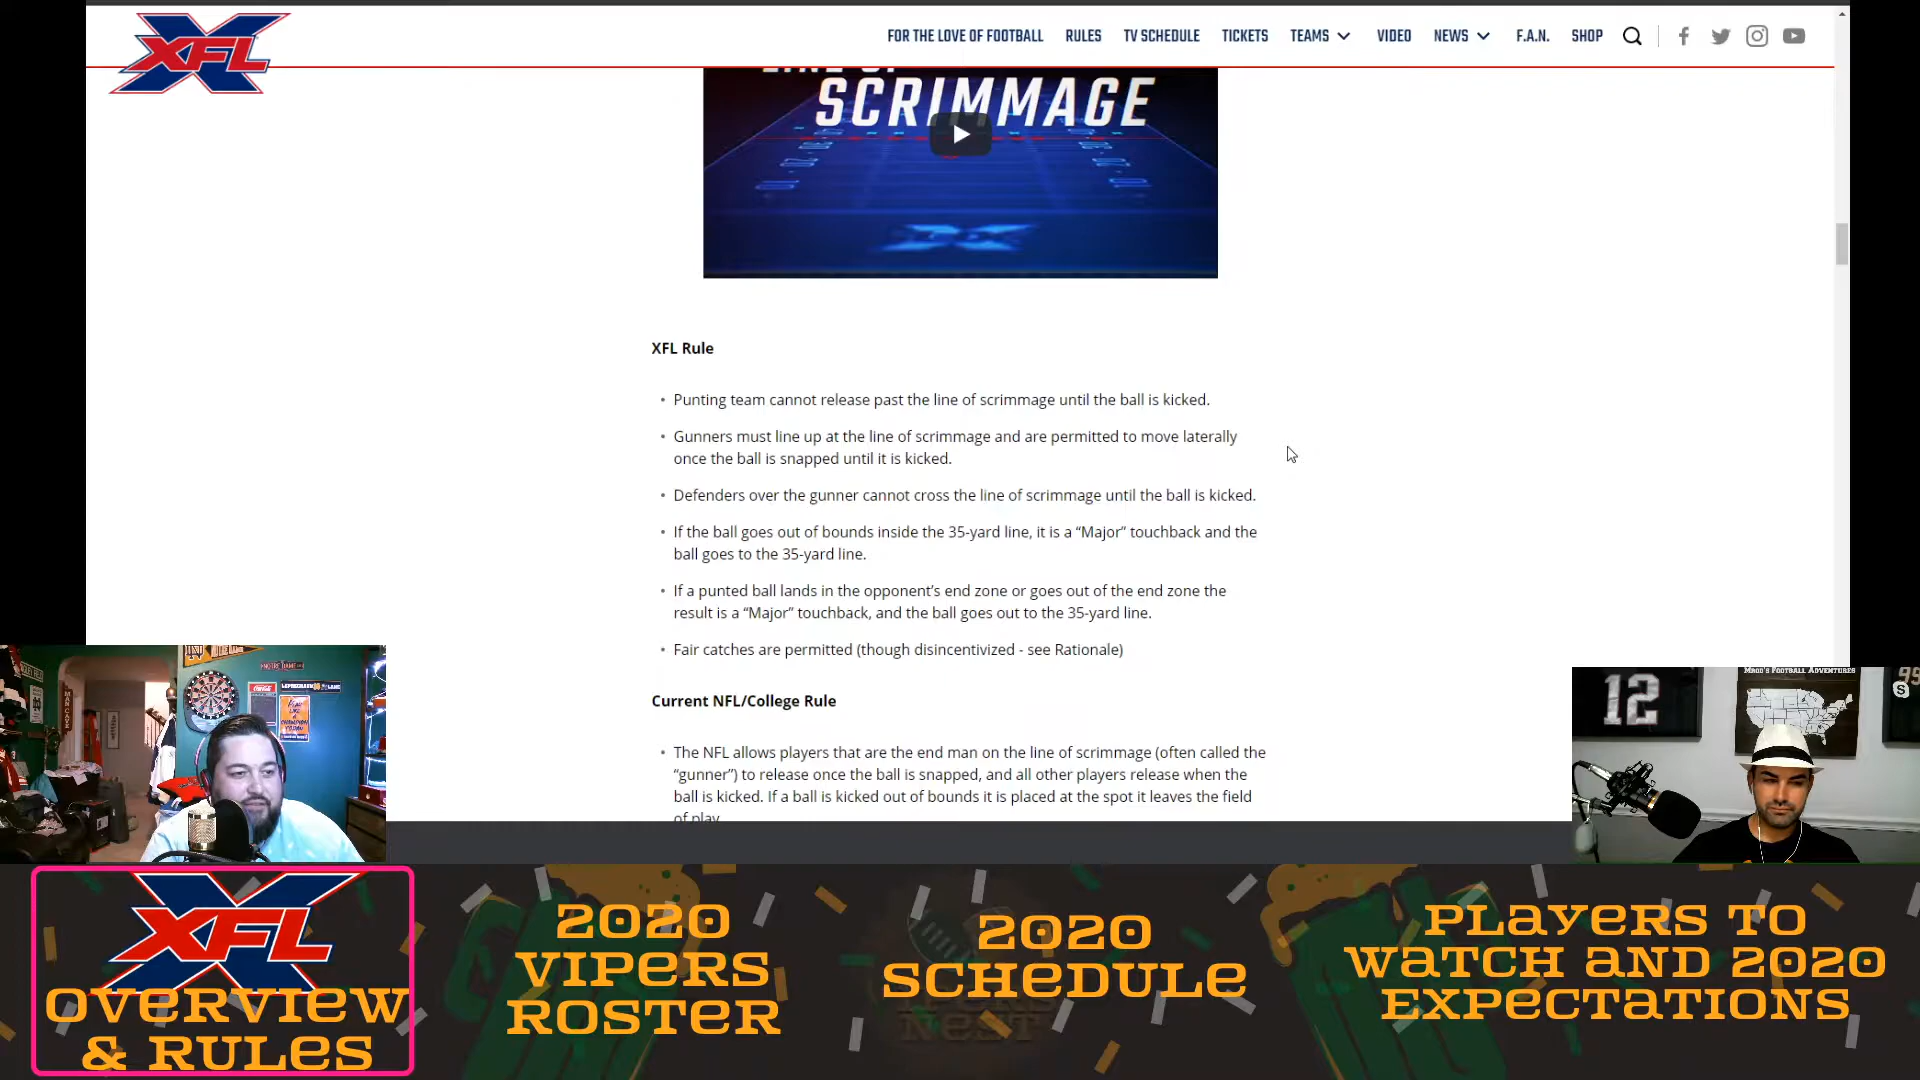 XFL
FOR THE LOVE OF FOOTBALL RULES TV SCHEDULE TICKETS TEAMS VIDEO NEWS F.A.N. SHOP
SCRIMMAGE
XFL Rule
• Punting team cannot release past the line of scrimmage until the ball is kicked.
• Gunners must line up at the line of scrimmage and are permitted to move laterally
once the ball is snapped until it is kicked.
• Defenders over the gunner cannot cross the line of scrimmage until the ball is kicked.
• If the ball goes out of bounds inside the 35-yard line, it is a “Major” touchback and the
ball goes to the 35-yard line.
• If a punted ball lands in the opponent’s end zone or goes out of the end zone the
result is a “Major” touchback, and the ball goes out to the 35-yard line.
• Fair catches are permitted (though disincentivized - see Rationale)
Current NFL/College Rule
• The NFL allows players that are the end man on the line of scrimmage (often called the
“gunner”) to release once the ball is snapped, and all other players release when the
ball is kicked. If a ball is kicked out of bounds it is placed at the spot it leaves the field
of play
12
99
XFL
OVERVIEW
& RULES
2020
VIPERS
ROSTER
2020
SCHEDULE
PLAYERS TO
WATCH AND 2020
EXPECTATIONS